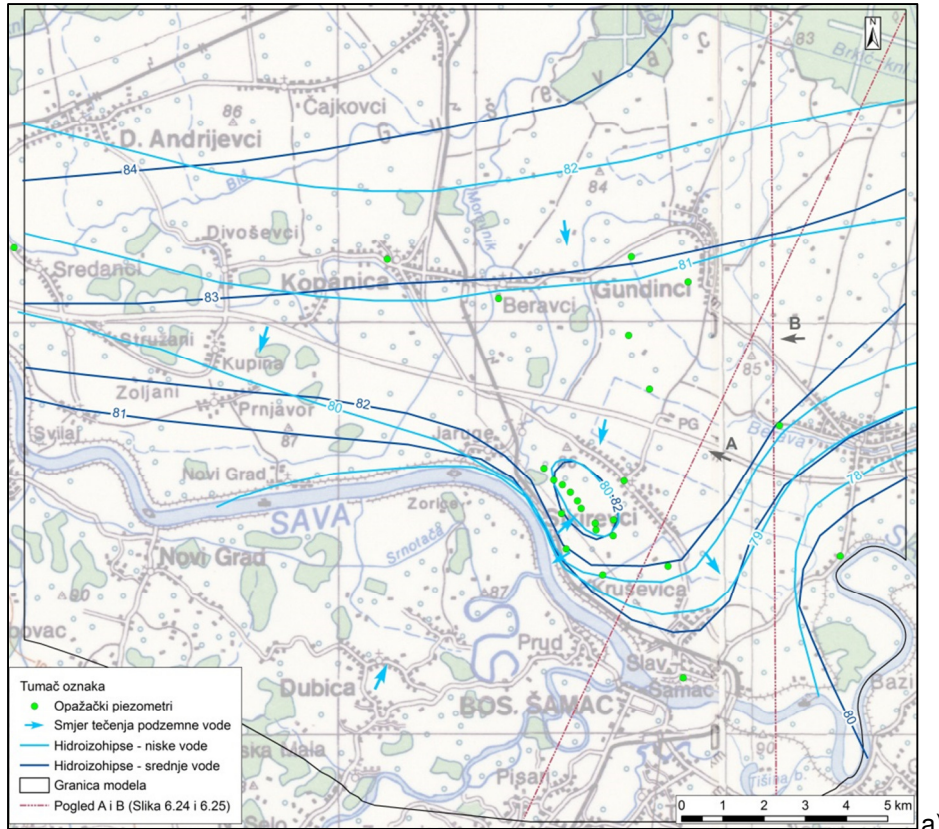 N
83
Brkić-knl.
86
Čajkovci
D. Andrijevci
84
82
Bid
84
Divoševci
Kopanica
Beravci
Gundinci
81
Sredanci
83
Stružani
Kupina
B
85
Zoljani
Prnjavor
80
82
81
87
Svilaj
Jaruge
PG
Berava
A
Novi Grad
Zorice
80
82
78
79
SAVA
Srnotača
Novi Grad
90
87
Kruševica
Prud
Slav.
Šamac
Dubica
BOS. ŠAMAC
Bazi
80
90
Tišina b.
Pisari
Tumač oznaka
Opažački piezometri
Smjer tečenja podzemne vode
Hidroizohipse - niske vode
Hidroizohipse - srednje vode
Granica modela
Pogled A i B (Slika 6.24 i 6.25)
0 1 2 3 4 5 km
a)